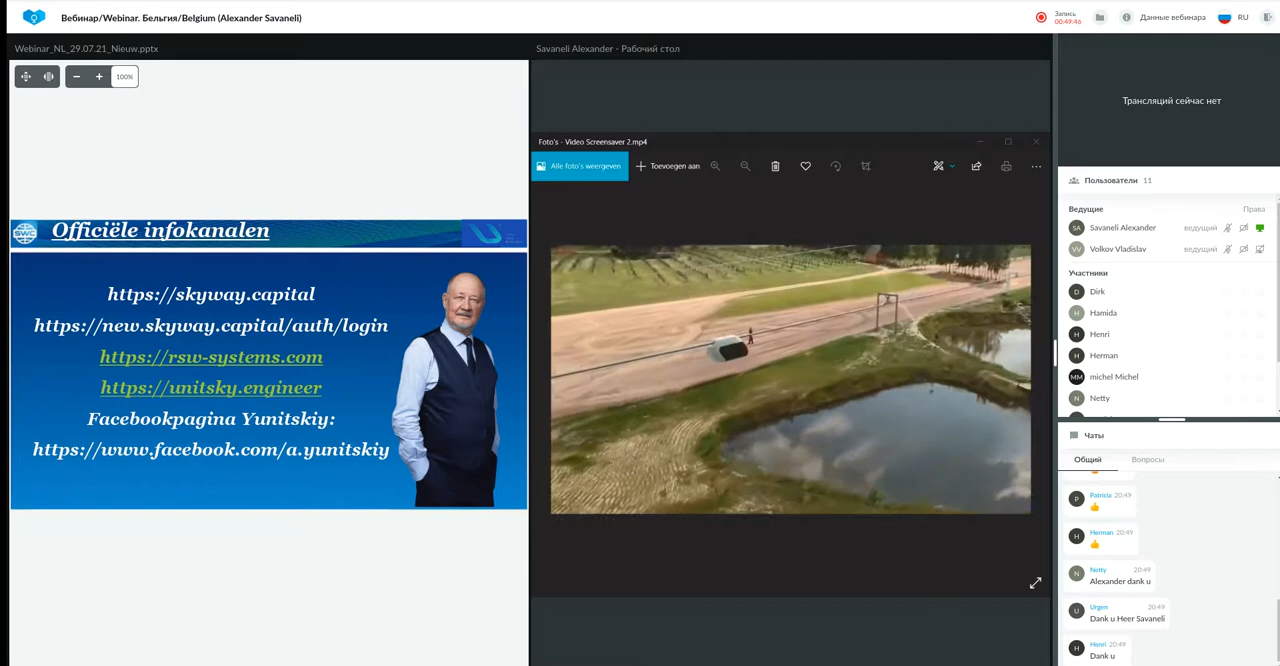 Вебинар/Webinar. Бельгия/Belgium (Alexander Savaneli)
Запись
00:49:46
Данные вебинара
RU
Webinar_NL_29.07.21_Nieuw.pptx
100%
Officiële infokanalen
SWC
https://skyway.capital
https://new.skyway.capital/auth/login
https://rsw-systems.com
https://unitsky.engineer
Facebookpagina Yunitskiy:
https://www.facebook.com/a.yunitskiy
Savaneli Alexander - Рабочий стол
Foto's - Video Screensaver 2.mp4
Alle foto's weergeven
Toevoegen aan
Трансляций сейчас нет
Пользователи 11
Ведущие Права
SA Savaneli Alexander ведущий
VV Volkov Vladislav ведущий
Участники
D Dirk
H Hamida
H Henri
H Herman
MM michel Michel
N Netty
Чаты
Общий Вопросы
P Patricia 20:49
👍
H Herman 20:49
👍
N Netty 20:49
Alexander dank u
U Urgen 20:49
Dank u Heer Savaneli
H Henri 20:49
Dank u